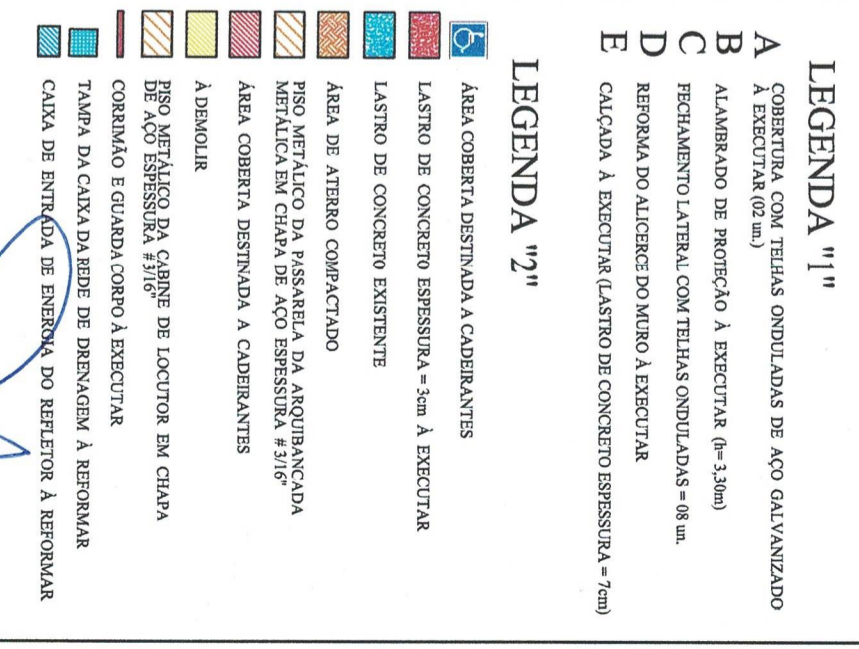 LEGENDA "1"
A COBERTURA COM TELHAS ONDULADAS DE AÇO GALVANIZADO
À EXECUTAR (02 un.)
B ALAMBRADO DE PROTEÇÃO À EXECUTAR (h= 3,30m)
C FECHAMENTO LATERAL COM TELHAS ONDULADAS = 08 un.
D REFORMA DO ALICERCE DO MURO À EXECUTAR
E CALÇADA À EXECUTAR (LASTRO DE CONCRETO ESPESSURA = 7cm)
LEGENDA "2"
ÁREA COBERTA DESTINADA A CADEIRANTES
LASTRO DE CONCRETO ESPESSURA = 3cm À EXECUTAR
LASTRO DE CONCRETO EXISTENTE
ÁREA DE ATERRO COMPACTADO
PISO METÁLICO DA PASSARELA DA ARQUIBANCADA
METÁLICA EM CHAPA DE AÇO ESPESSURA #3/16"
ÁREA COBERTA DESTINADA A CADEIRANTES
À DEMOLIR
PISO METÁLICO DA CABINE DE LOCUTOR EM CHAPA
DE AÇO ESPESSURA #3/16"
CORRIMÃO E GUARDA CORPO À EXECUTAR
TAMPA DA CAIXA DA REDE DE DRENAGEM À REFORMAR
CAIXA DE ENTRADA DE ENERGIA DO REFLETOR À REFORMAR